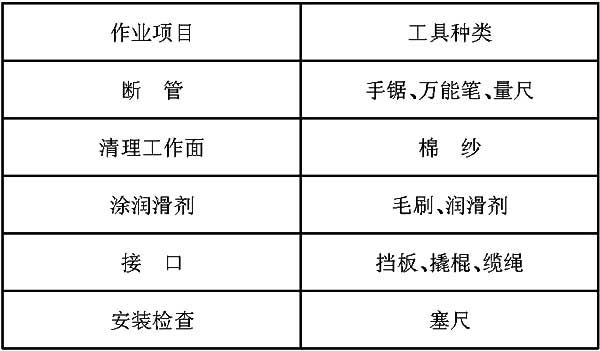 作业项目 工具种类
断 管 手锯、万能笔、量尺
清理工作面 棉 纱
涂润滑剂 毛刷、润滑剂
接 口 挡板、撬棍、缆绳
安装检查 塞尺